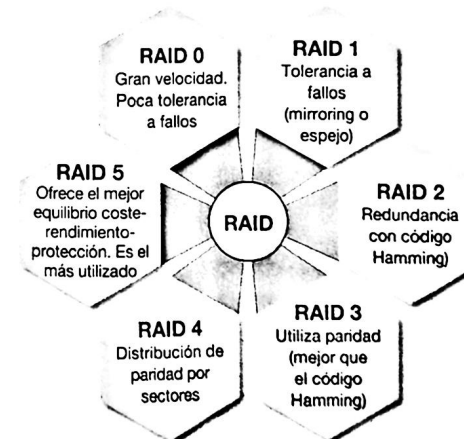 RAID 0
Gran velocidad.
Poca tolerancia
a fallos
RAID 1
Tolerancia a
fallos
(mirroring o
espejo)
RAID 5
Ofrece el mejor
equilibrio coste-
rendimiento-
protección. Es el
más utilizado
RAID
RAID 2
Redundancia
con código
Hamming)
RAID 4
Distribución de
paridad por
sectores
RAID 3
Utiliza paridad
(mejor que
el código
Hamming)